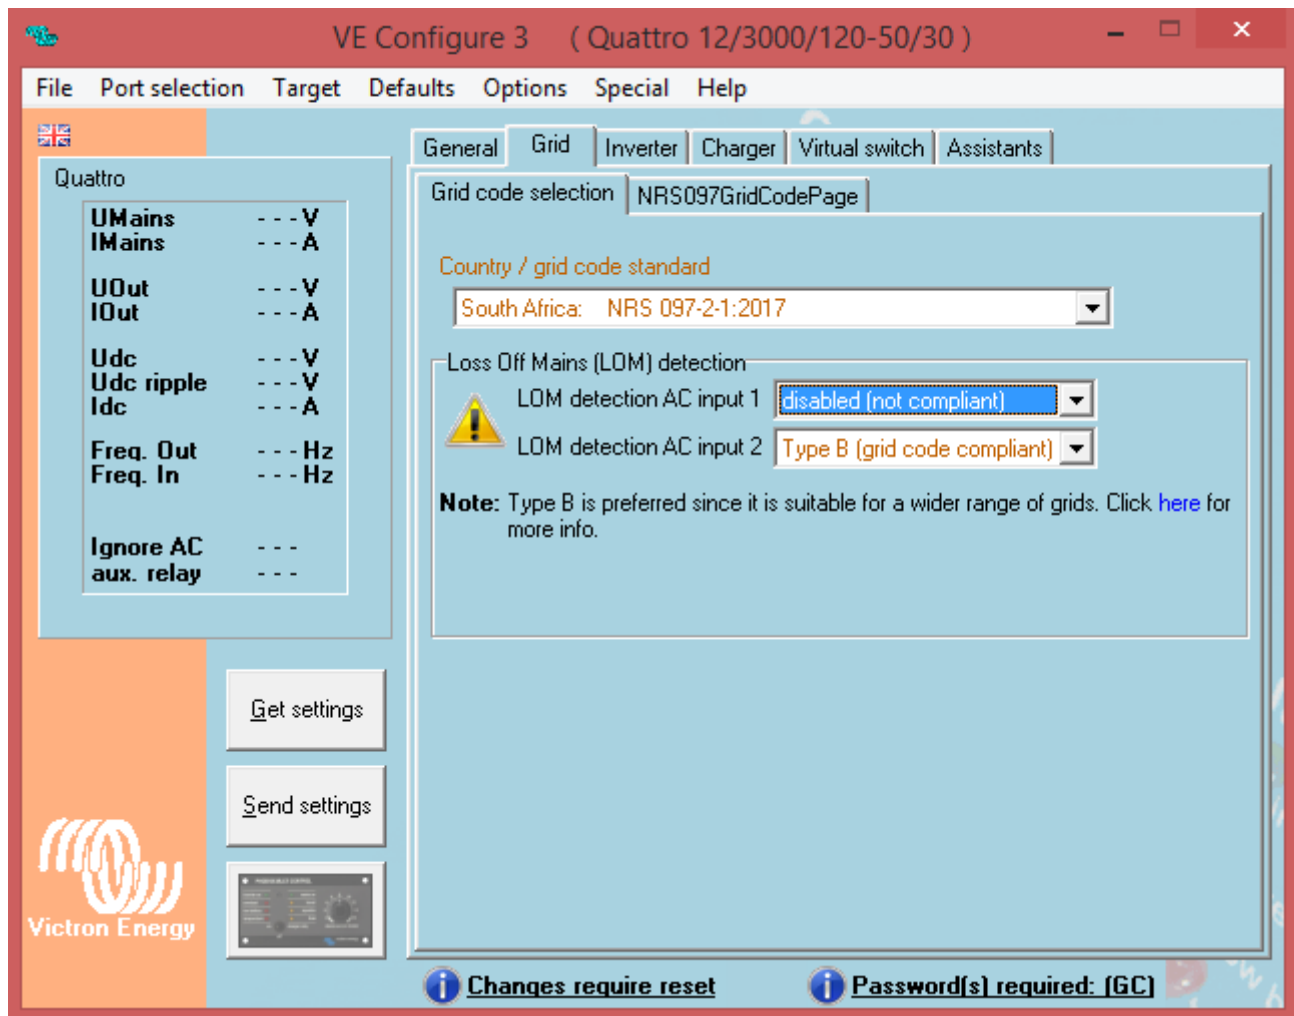 VE Configure 3 ( Quattro 12/3000/120-50/30 )
File Port selection Target Defaults Options Special Help
General Grid Inverter Charger Virtual switch Assistants
Quattro
Grid code selection NRS097GridCodePage
UMains - - - V
IMains - - - A
UOut - - - V
IOut - - - A
Udc - - - V
Udc ripple - - - V
Idc - - - A
Freq. Out - - - Hz
Freq. In - - - Hz
Ignore AC - - -
aux. relay - - -
Country / grid code standard
South Africa: NRS 097-2-1:2017
Loss Off Mains (LOM) detection
LOM detection AC input 1 disabled (not compliant)
LOM detection AC input 2 Type B (grid code compliant)
Note: Type B is preferred since it is suitable for a wider range of grids. Click here for
more info.
Get settings
Send settings
Victron Energy
Changes require reset
Password(s) required: (GC)